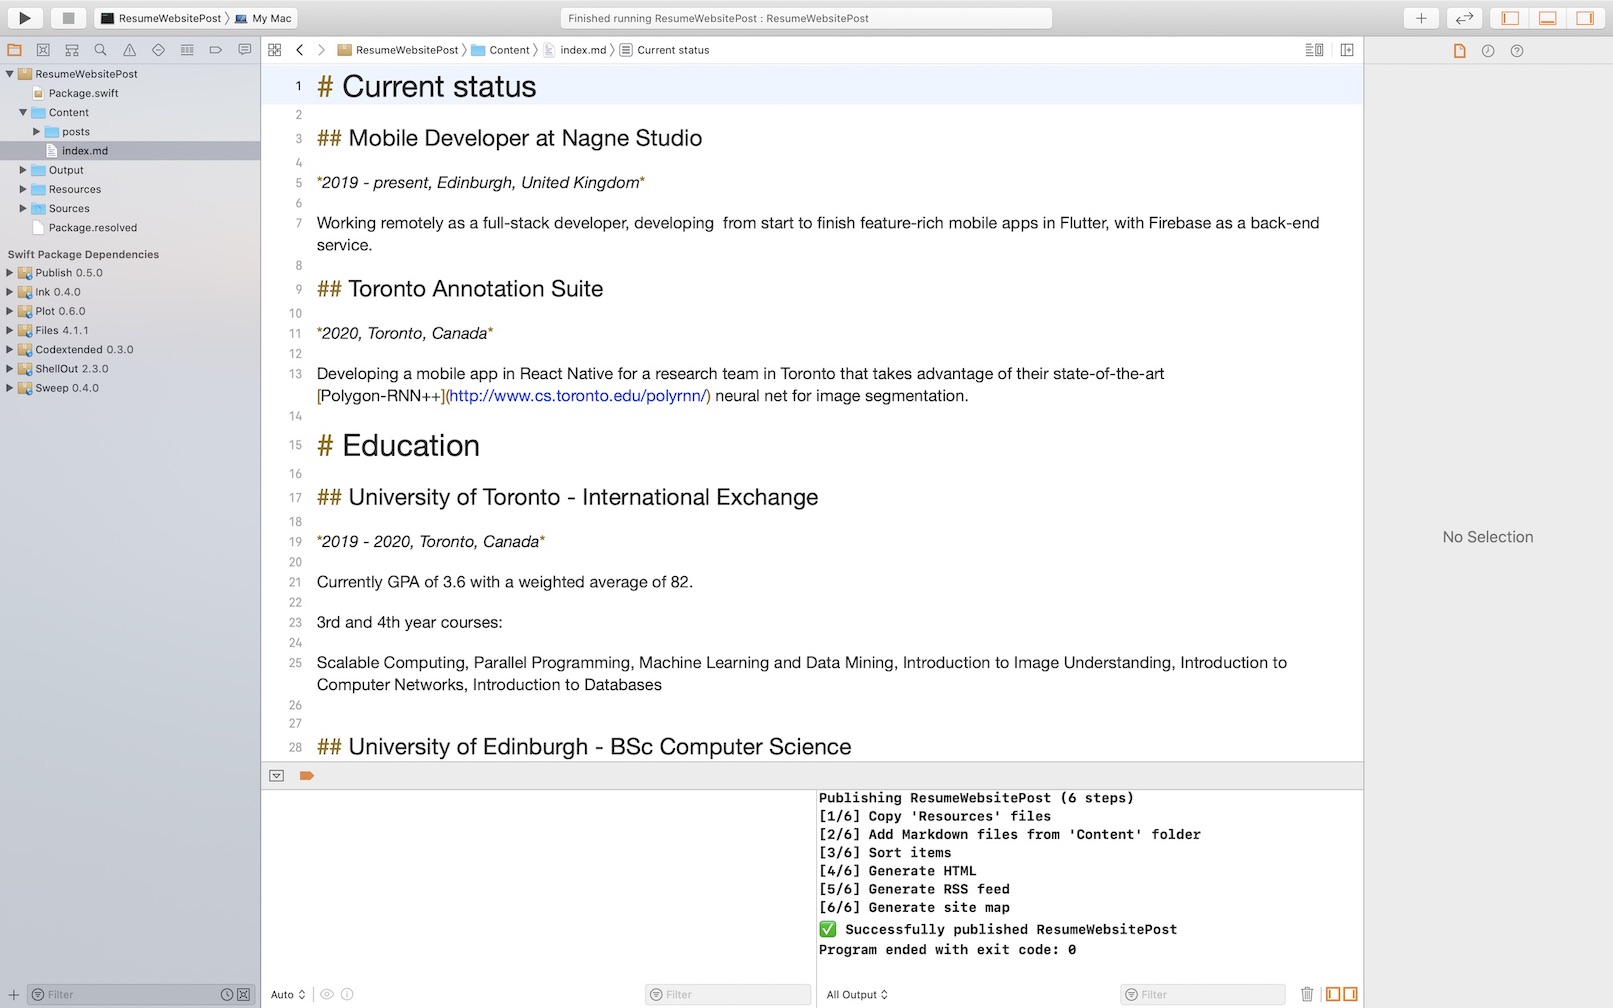 ResumeWebsitePost
My Mac
Finished running ResumeWebsitePost : ResumeWebsitePost
ResumeWebsitePost
Content
index.md
Current status
ResumeWebsitePost
Package.swift
Content
posts
index.md
Output
Resources
Sources
Package.resolved
Swift Package Dependencies
Publish 0.5.0
Ink 0.4.0
Plot 0.6.0
Files 4.1.1
Codextended 0.3.0
ShellOut 2.3.0
Sweep 0.4.0
Filter
1 # Current status
2
3 ## Mobile Developer at Nagne Studio
4
5 *2019 - present, Edinburgh, United Kingdom*
6
7 Working remotely as a full-stack developer, developing  from start to finish feature-rich mobile apps in Flutter, with Firebase as a back-end
service.
8
9 ## Toronto Annotation Suite
10
11 *2020, Toronto, Canada*
12
13 Developing a mobile app in React Native for a research team in Toronto that takes advantage of their state-of-the-art
[Polygon-RNN++](http://www.cs.toronto.edu/polyrnn/) neural net for image segmentation.
14
15 # Education
16
17 ## University of Toronto - International Exchange
18
19 *2019 - 2020, Toronto, Canada*
20
21 Currently GPA of 3.6 with a weighted average of 82.
22
23 3rd and 4th year courses:
24
25 Scalable Computing, Parallel Programming, Machine Learning and Data Mining, Introduction to Image Understanding, Introduction to
Computer Networks, Introduction to Databases
26
27
28 ## University of Edinburgh - BSc Computer Science
Auto
Filter
Publishing ResumeWebsitePost (6 steps)
[1/6] Copy 'Resources' files
[2/6] Add Markdown files from 'Content' folder
[3/6] Sort items
[4/6] Generate HTML
[5/6] Generate RSS feed
[6/6] Generate site map
✅ Successfully published ResumeWebsitePost
Program ended with exit code: 0
All Output
Filter
No Selection